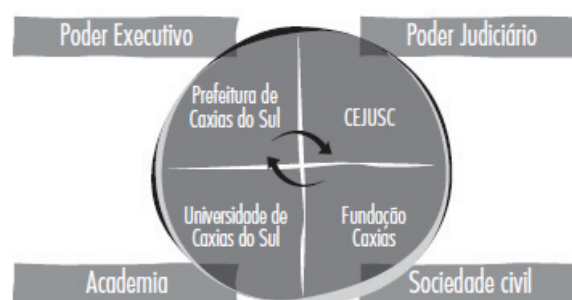 Poder Executivo
Poder Judiciário
Prefeitura de
Caxias do Sul
CEJUSC
Universidade de
Caxias do Sul
Fundação
Caxias
Academia
Sociedade civil